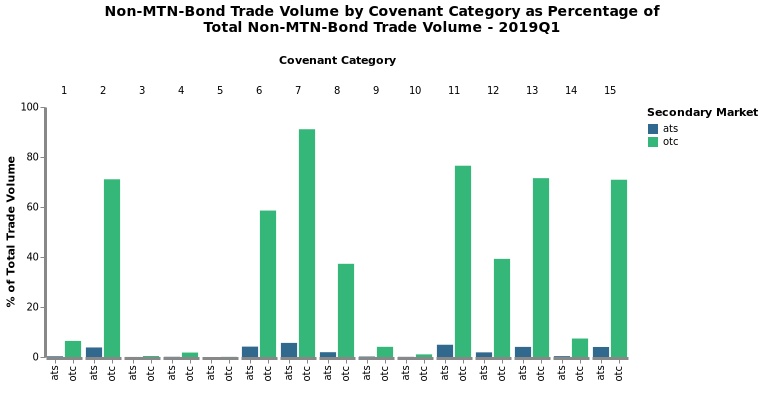 Non-MTN-Bond Trade Volume by Covenant Category as Percentage of
Total Non-MTN-Bond Trade Volume - 2019Q1
Covenant Category
1 2 3 4 5 6 7 8 9 10 11 12 13 14 15
% of Total Trade Volume
100
80
60
40
20
0
ats otc ats otc ats otc ats otc ats otc ats otc ats otc ats otc ats otc ats otc ats otc ats otc ats otc ats otc ats otc
Secondary Market
ats
otc